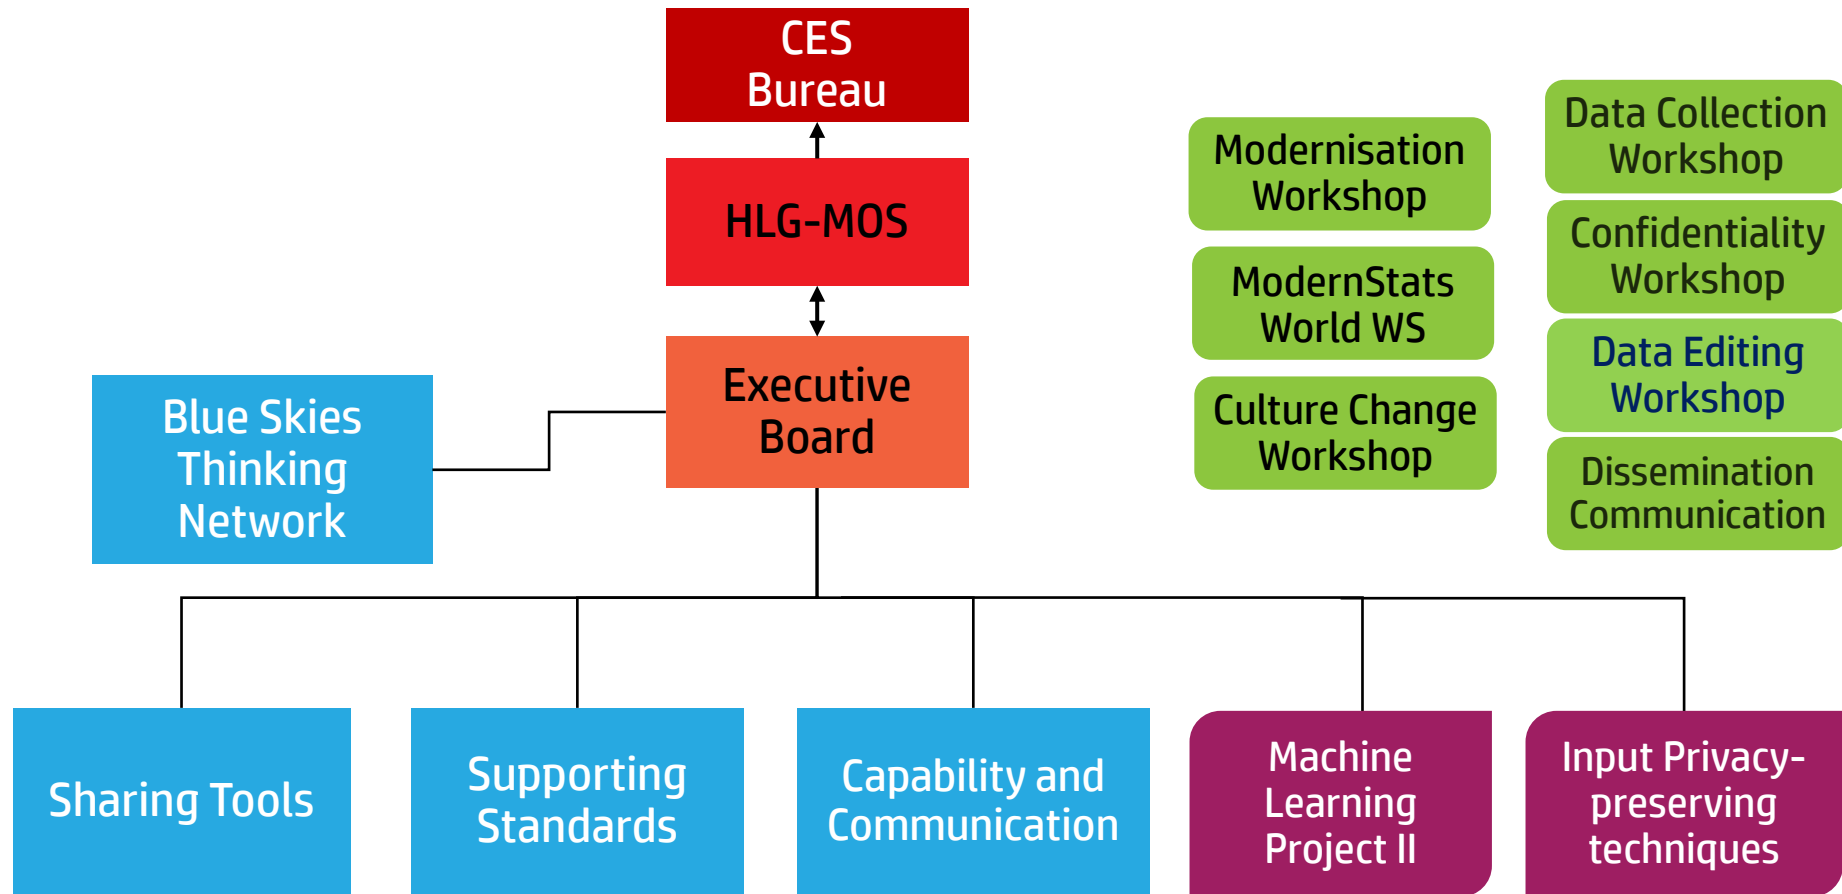 CES
Bureau
HLG-MOS
Executive
Board
Blue Skies
Thinking
Network
Modernisation
Workshop
ModernStats
World WS
Culture Change
Workshop
Data Collection
Workshop
Confidentiality
Workshop
Data Editing
Workshop
Dissemination
Communication
Sharing Tools
Supporting
Standards
Capability and
Communication
Machine
Learning
Project II
Input Privacy-
preserving
techniques